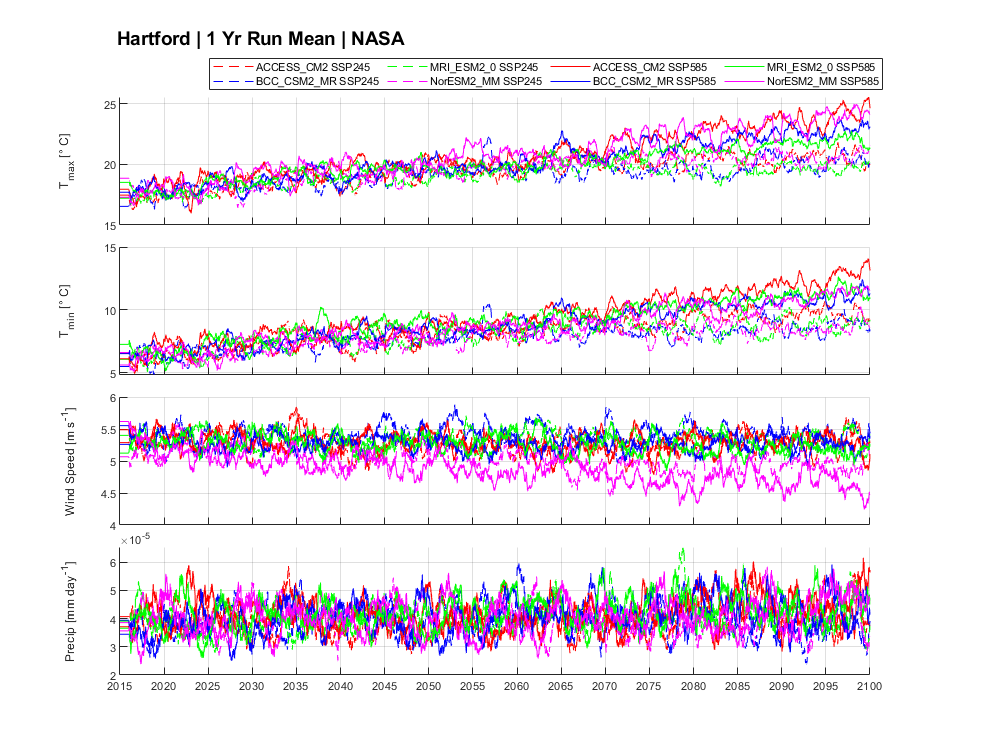 Hartford | 1 Yr Run Mean | NASA
ACCESS_CM2 SSP245 MRI_ESM2_0 SSP245 ACCESS_CM2 SSP585 MRI_ESM2_0 SSP585
BCC_CSM2_MR SSP245 NorESM2_MM SSP245 BCC_CSM2_MR SSP585 NorESM2_MM SSP585
T_max [° C]
25
20
15
T_min [° C]
15
10
5
Wind Speed [m s^-1]
6
5.5
5
4.5
4
×10^-5
Precip [mm day^-1]
6
5
4
3
2
2015 2020 2025 2030 2035 2040 2045 2050 2055 2060 2065 2070 2075 2080 2085 2090 2095 2100